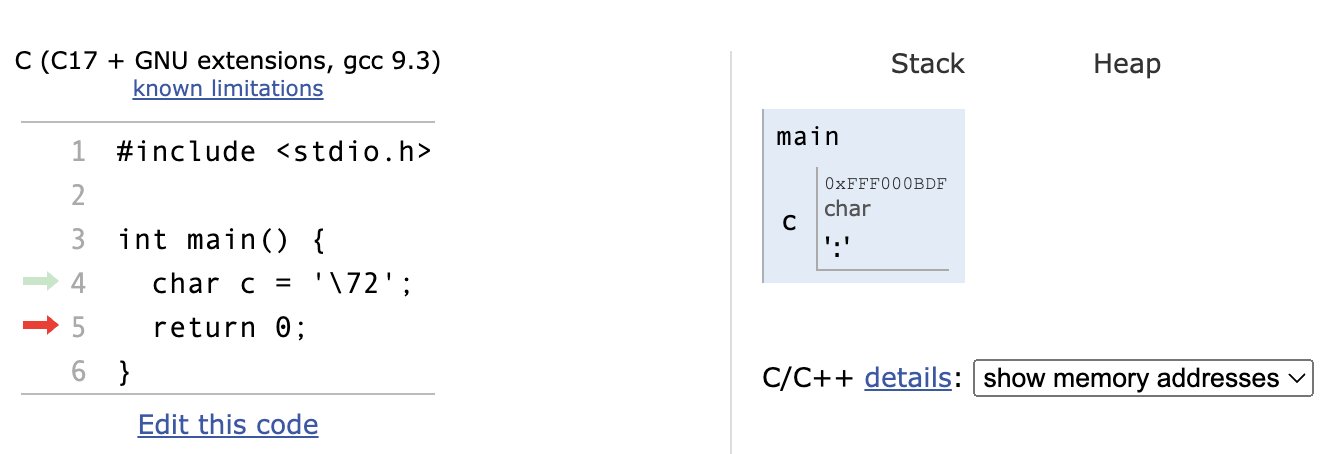 C (C17 + GNU extensions, gcc 9.3)
known limitations
1 #include <stdio.h>
2
3 int main() {
4   char c = '\72';
5   return 0;
6 }
Edit this code
Stack Heap
main
0xFFF000BDF
char
c
':'
C/C++ details: show memory addresses